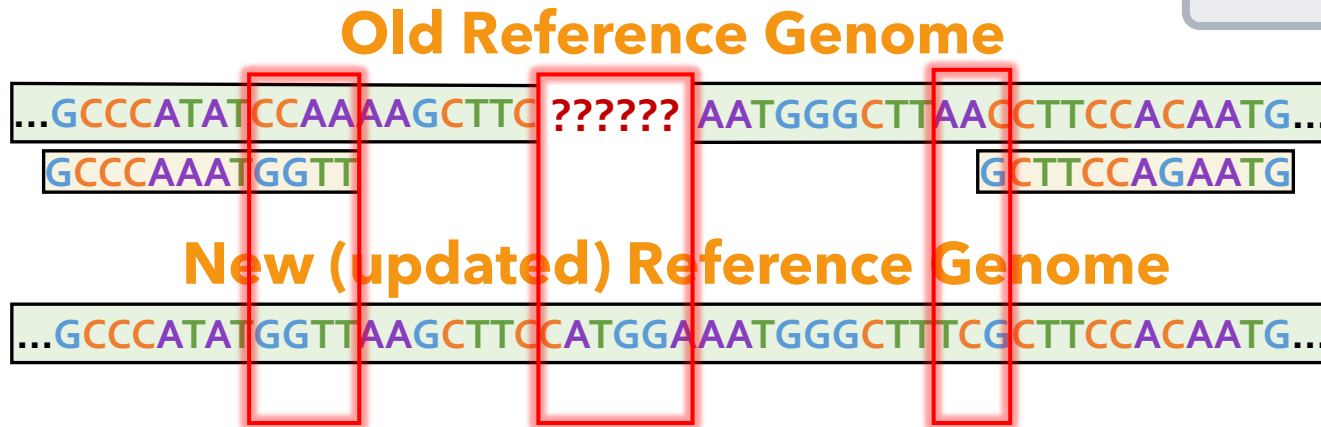 Old Reference Genome
...GCCCATATCCAAAAGCTTC ?????? AATGGGCTTAACCTTCCACAATG...
GCCCAAATGGTT GCTTCCAGAATG
New (updated) Reference Genome
...GCCCATATGGTTAAGCTTCCATGGAAATGGGCTTTCGCTTCCACAATG...